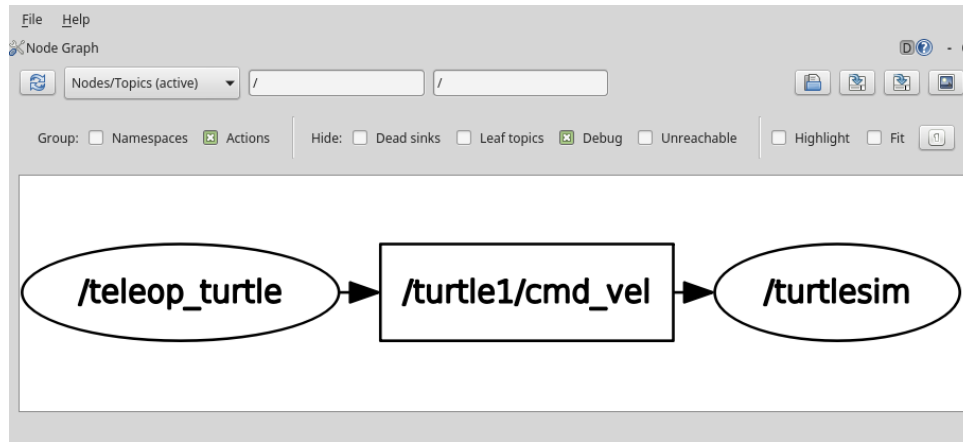 File Help
Node Graph D ? -
Nodes/Topics (active) / /
Group: Namespaces Actions Hide: Dead sinks Leaf topics Debug Unreachable Highlight Fit
/teleop_turtle /turtle1/cmd_vel /turtlesim